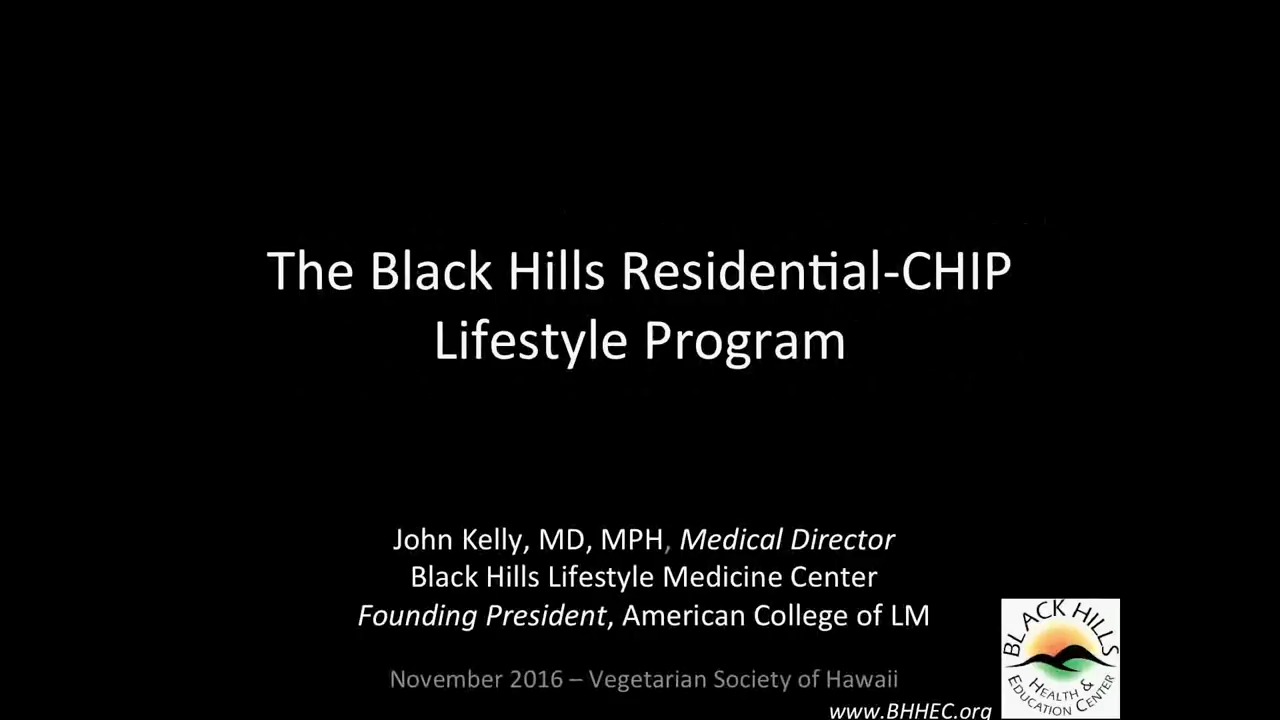 The Black Hills Residential-CHIP
Lifestyle Program
John Kelly, MD, MPH, Medical Director
Black Hills Lifestyle Medicine Center
Founding President, American College of LM
November 2016 – Vegetarian Society of Hawaii
www.BHHEC.org
BLACK HILLS
HEALTH &
EDUCATION CENTER